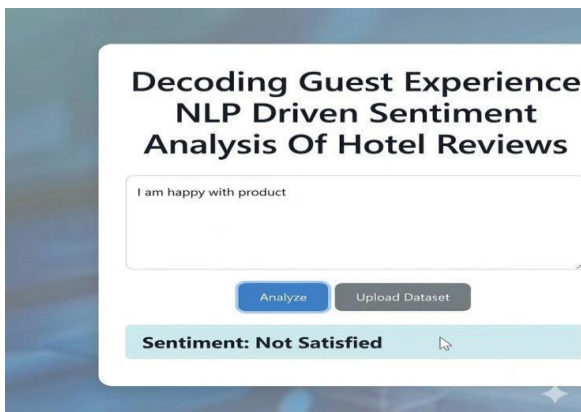 Decoding Guest Experience
NLP Driven Sentiment
Analysis Of Hotel Reviews
I am happy with product
Analyze Upload Dataset
Sentiment: Not Satisfied